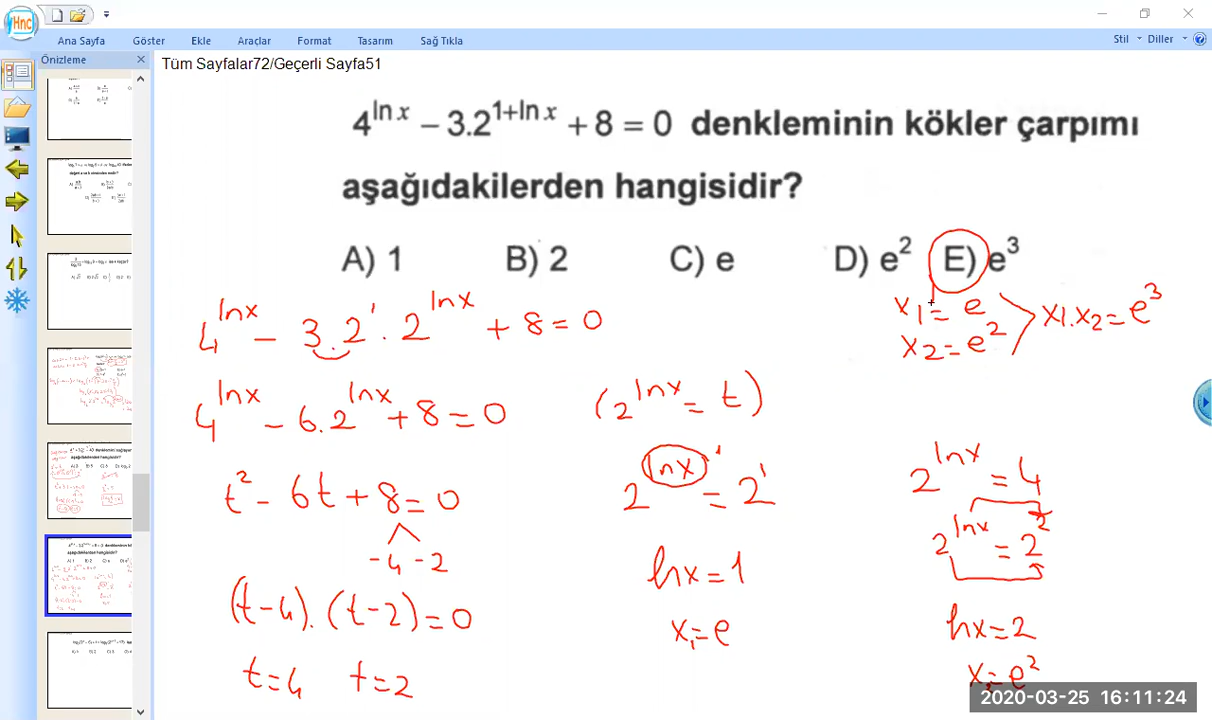 Hnc
Ana Sayfa Göster Ekle Araçlar Format Tasarım Sağ Tıkla Stil Diller
Önizleme
Tüm Sayfalar72/Geçerli Sayfa51
4^{ln x} − 3.2^{1+ln x} + 8 = 0 denkleminin kökler çarpımı
aşağıdakilerden hangisidir?
A) 1 B) 2 C) e D) e² E) e³
4^{lnx} − 3.2¹.2^{lnx} + 8 = 0
x₁ = e
x₂ = e²
x₁.x₂ = e³
4^{lnx} − 6.2^{lnx} + 8 = 0
t² − 6t + 8 = 0
−4 −2
(t−4).(t−2) = 0
t=4 t=2
(2^{lnx} = t)
2^{lnx} = 2¹
lnx = 1
x₁ = e
2^{lnx} = 4
2^{lnx} = 2²
lnx = 2
x₂ = e²
2020-03-25 16:11:24